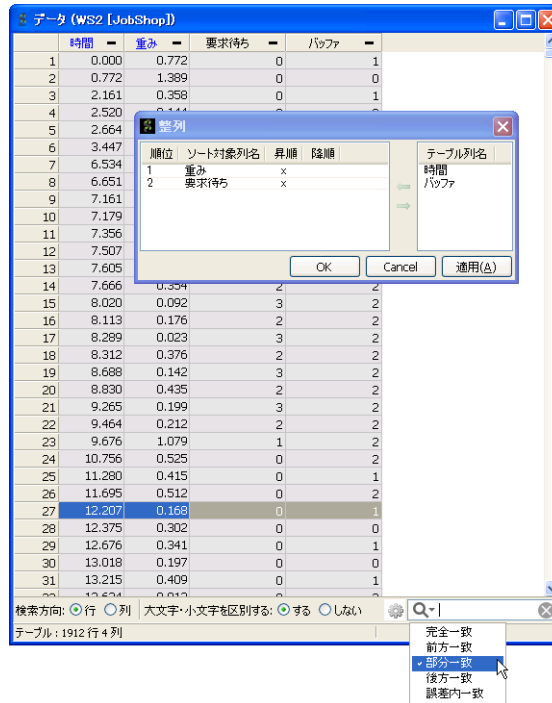 データ (WS2 [JobShop])
時間 重み 要求待ち バッファ
1 0.000 0.772 0 1
2 0.772 1.389 0 0
3 2.161 0.358 0 1
4 2.520
5 2.664
6 3.447
7 6.534
8 6.651
9 7.161
10 7.179
11 7.356
12 7.507
13 7.605
整列
順位 ソート対象列名 昇順 降順
1 重み x
2 要求待ち x
テーブル列名
時間
バッファ
OK Cancel 適用(A)
14 7.666 0.354 2 2
15 8.020 0.092 3 2
16 8.113 0.176 2 2
17 8.289 0.023 3 2
18 8.312 0.376 2 2
19 8.688 0.142 3 2
20 8.830 0.435 2 2
21 9.265 0.199 3 2
22 9.464 0.212 2 2
23 9.676 1.079 1 2
24 10.756 0.525 0 2
25 11.280 0.415 0 1
26 11.695 0.512 0 2
27 12.207 0.168 0 1
28 12.375 0.302 0 0
29 12.676 0.341 0 1
30 13.018 0.197 0 0
31 13.215 0.409 0 1
検索方向: 行 列 大文字・小文字を区別する: する しない
テーブル : 1912 行 4 列
完全一致
前方一致
部分一致
後方一致
誤差内一致